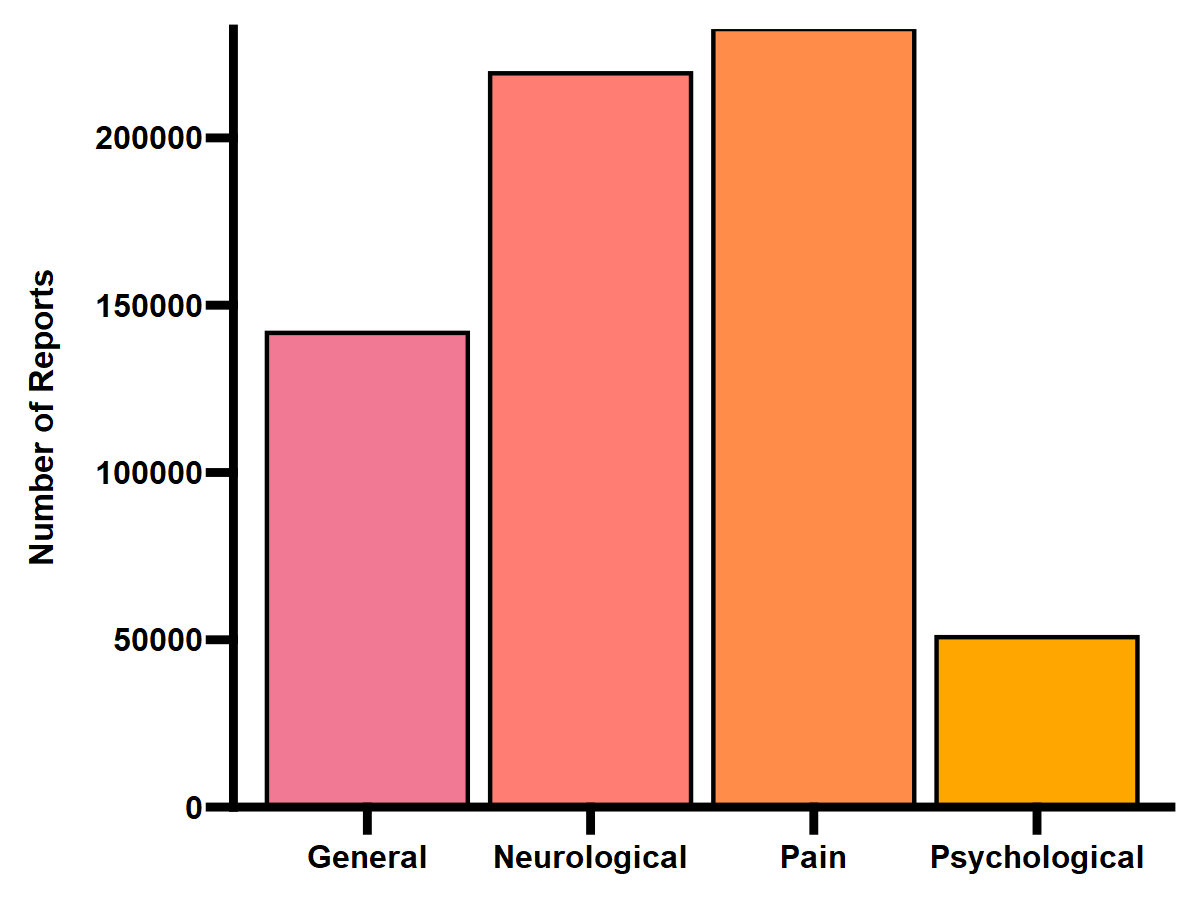 Number of Reports
200000
150000
100000
50000
0
General
Neurological
Pain
Psychological